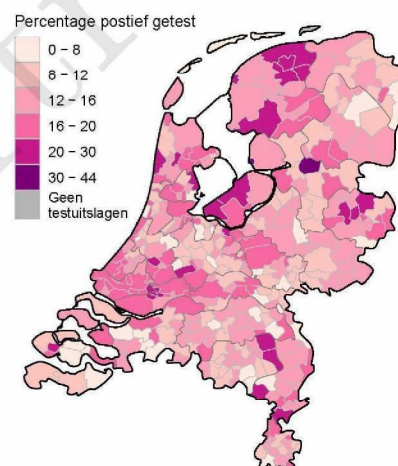 Percentage postief getest
0 – 8
8 – 12
12 – 16
16 – 20
20 – 30
30 – 44
Geen
testuitslagen